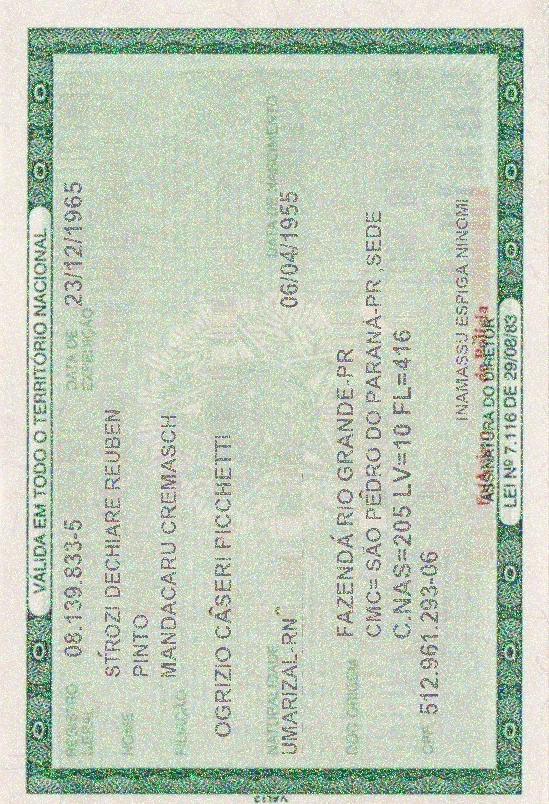 VÁLIDA EM TODO O TERRITÓRIO NACIONAL
REGISTRO GERAL 08.139.833-5 DATA DE EXPEDIÇÃO 23/12/1965
NOME STROZI DECHIARE REUBEN
PINTO
FILIAÇÃO MANDACARU CREMASCH
OGRIZIO CASERI PICCHETTI
NATURALIDADE DATA DE NASCIMENTO
UMARIZAL-RN 06/04/1955
DOC ORIGEM FAZENDA RIO GRANDE-PR
CMC= SAO PEDRO DO PARANÁ-PR ,SEDE
C.NAS=205 LV=10 FL=416
CPF 512.961.293-06
INAMASSU ESPIGA NINOMI
ASSINATURA DO DIRETOR
LEI Nº 7.116 DE 29/08/83